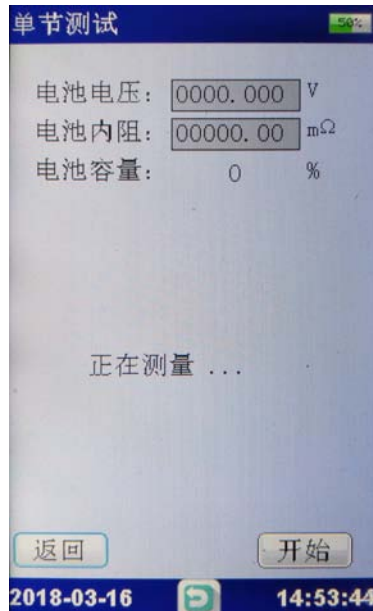 单节测试 50%
电池电压: 0000.000 V
电池内阻: 00000.00 mΩ
电池容量: 0 %
正在测量 ...
返回 开始
2018-03-16 14:53:44